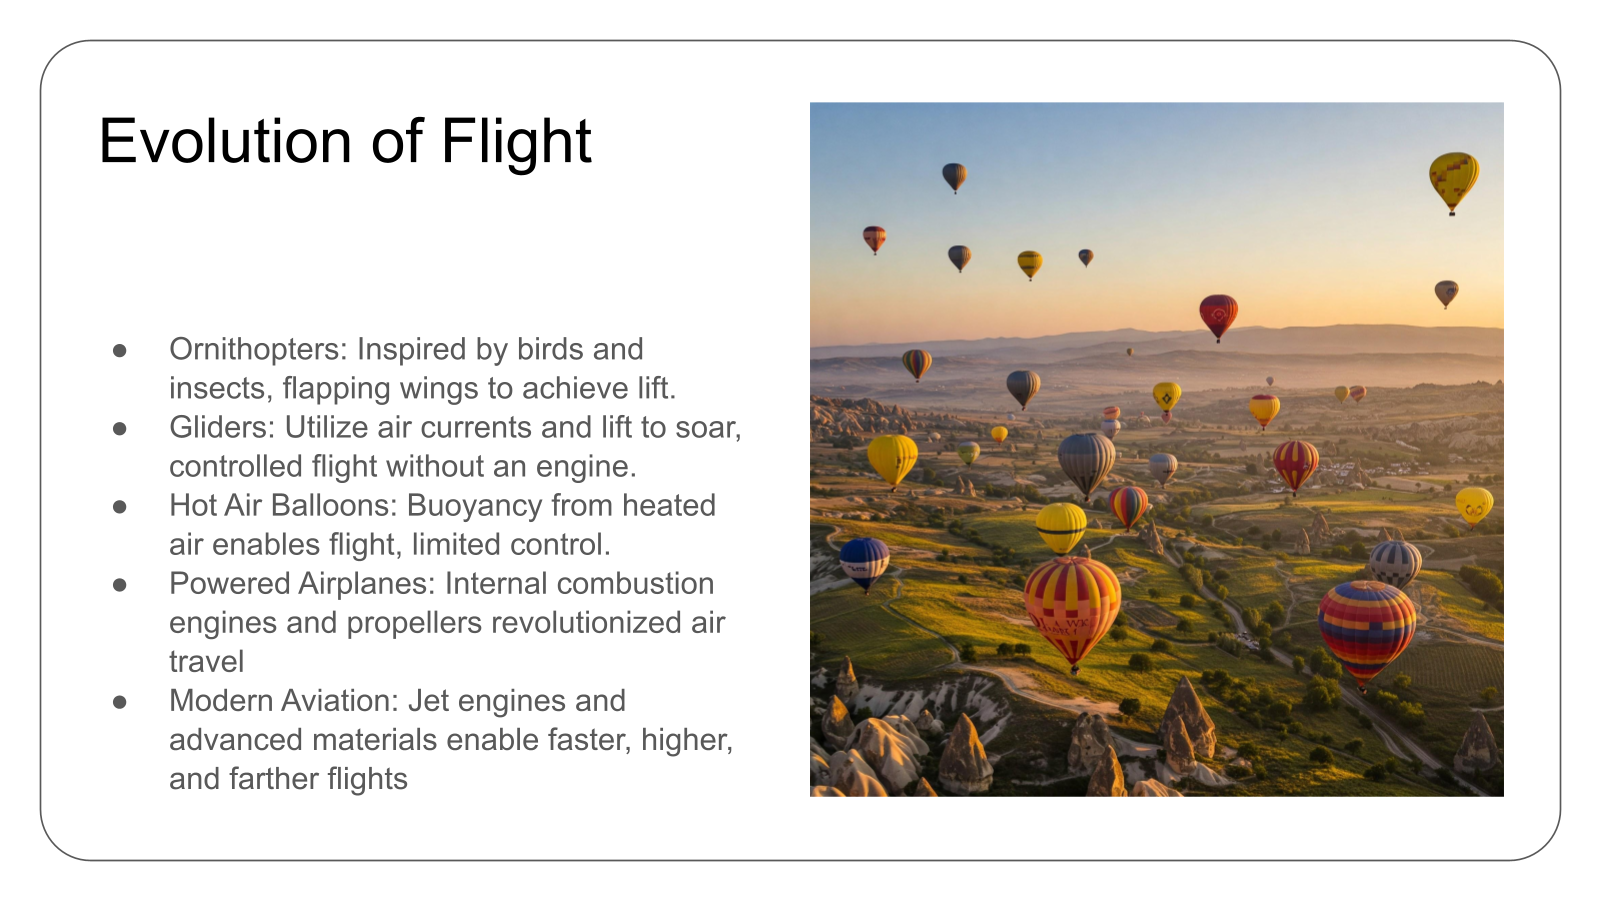 Evolution of Flight
● Ornithopters: Inspired by birds and
insects, flapping wings to achieve lift.
● Gliders: Utilize air currents and lift to soar,
controlled flight without an engine.
● Hot Air Balloons: Buoyancy from heated
air enables flight, limited control.
● Powered Airplanes: Internal combustion
engines and propellers revolutionized air
travel
● Modern Aviation: Jet engines and
advanced materials enable faster, higher,
and farther flights